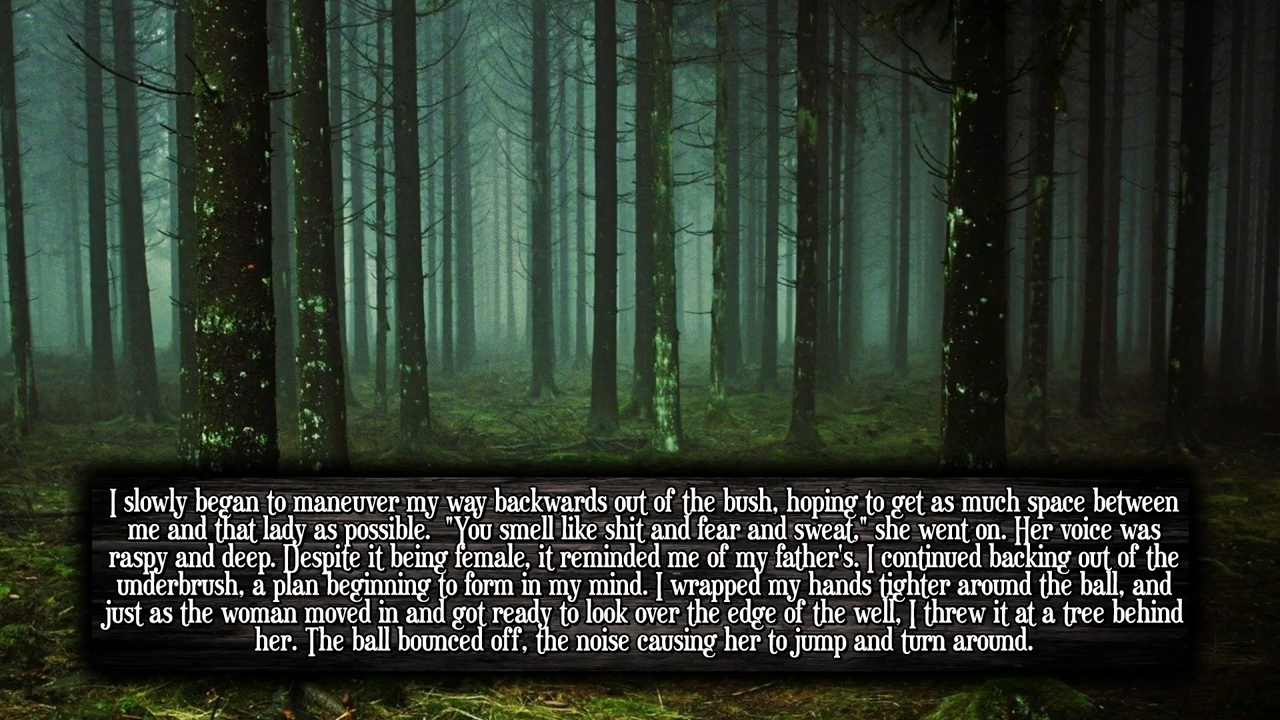 I slowly began to maneuver my way backwards out of the bush, hoping to get as much space between
me and that lady as possible.  "You smell like shit and fear and sweat," she went on. Her voice was
raspy and deep. Despite it being female, it reminded me of my father's. I continued backing out of the
underbrush, a plan beginning to form in my mind. I wrapped my hands tighter around the ball, and
just as the woman moved in and got ready to look over the edge of the well, I threw it at a tree behind
her. The ball bounced off, the noise causing her to jump and turn around.